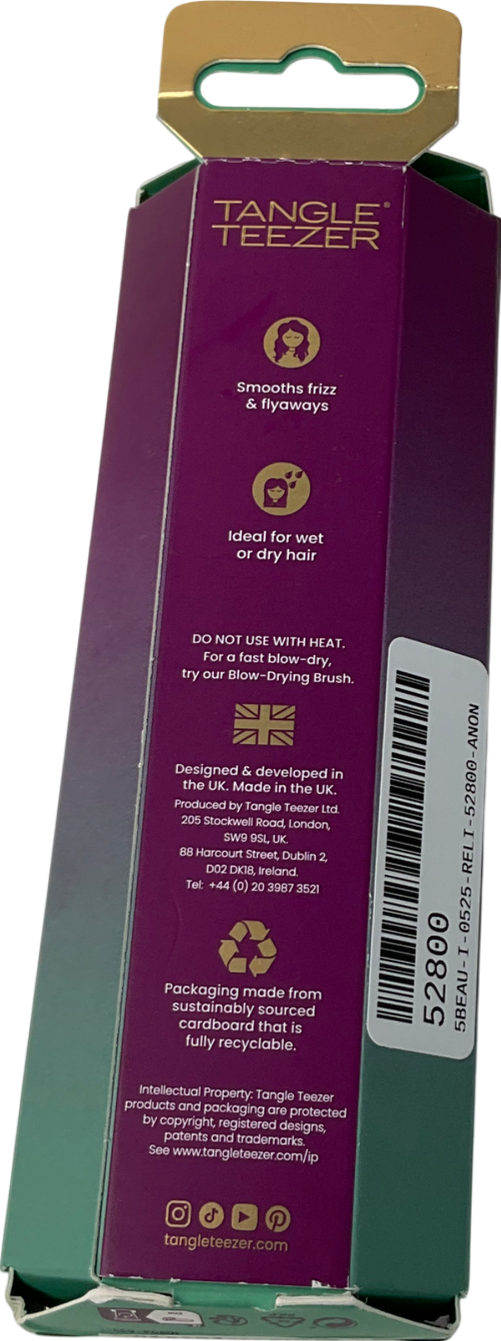 TANGLE®
TEEZER
Smooths frizz
& flyaways
Ideal for wet
or dry hair
DO NOT USE WITH HEAT.
For a fast blow-dry,
try our Blow-Drying Brush.
Designed & developed in
the UK. Made in the UK.
Produced by Tangle Teezer Ltd.
205 Stockwell Road, London,
SW9 9SL, UK.
88 Harcourt Street, Dublin 2,
D02 DK18, Ireland.
Tel: +44 (0) 20 3987 3521
Packaging made from
sustainably sourced
cardboard that is
fully recyclable.
Intellectual Property: Tangle Teezer
products and packaging are protected
by copyright, registered designs,
patents and trademarks.
See www.tangleteezer.com/ip
tangleteezer.com
52800
5BEAU-I-0525-RELI-52800-ANON